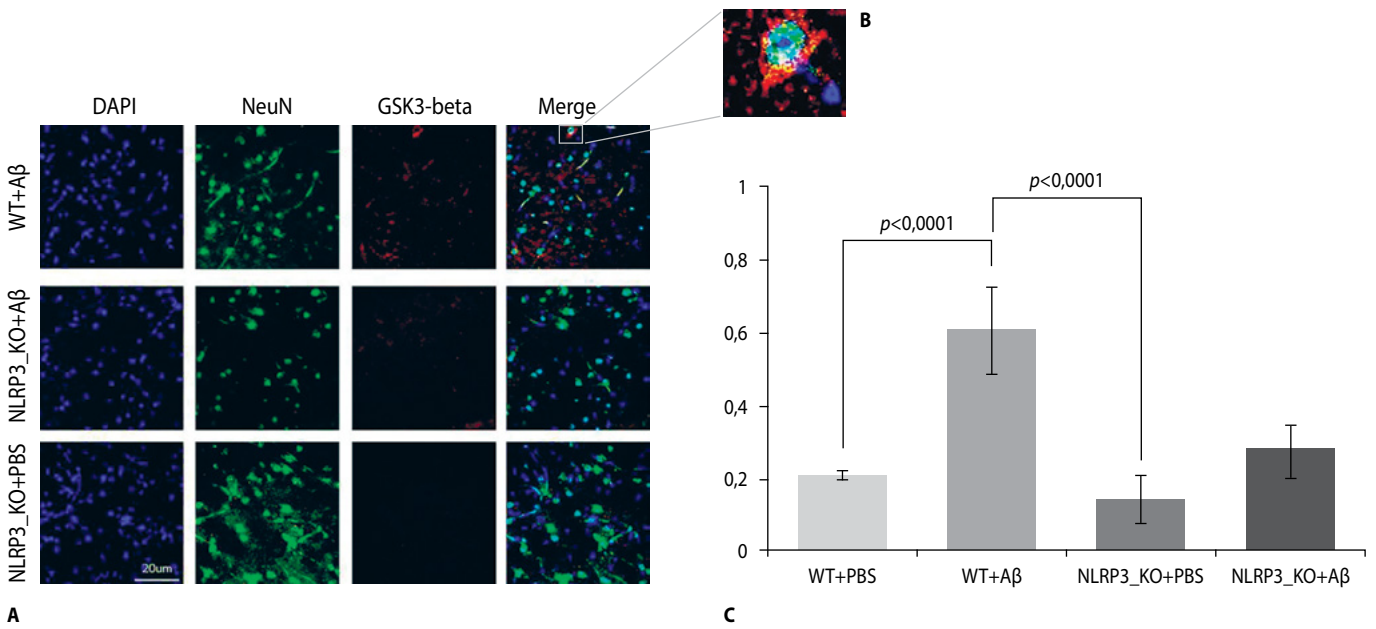 B
DAPI NeuN GSK3-beta Merge
WT+Aβ
NLRP3_KO+Aβ
NLRP3_KO+PBS
20um
A
1
0,8
0,6
0,4
0,2
0
p<0,0001
p<0,0001
WT+PBS WT+Aβ NLRP3_KO+PBS NLRP3_KO+Aβ
C